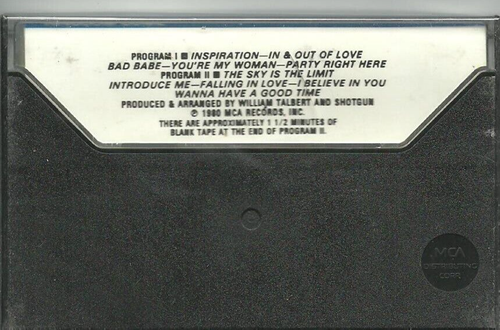 PROGRAM I ■ INSPIRATION—IN & OUT OF LOVE
BAD BABE—YOU'RE MY WOMAN—PARTY RIGHT HERE
PROGRAM II ■ THE SKY IS THE LIMIT
INTRODUCE ME—FALLING IN LOVE—I BELIEVE IN YOU
WANNA HAVE A GOOD TIME
PRODUCED & ARRANGED BY WILLIAM TALBERT AND SHOTGUN
℗ 1980 MCA RECORDS, INC.
THERE ARE APPROXIMATELY 1 1/2 MINUTES OF
BLANK TAPE AT THE END OF PROGRAM II.
MCA
DISTRIBUTING
CORP.